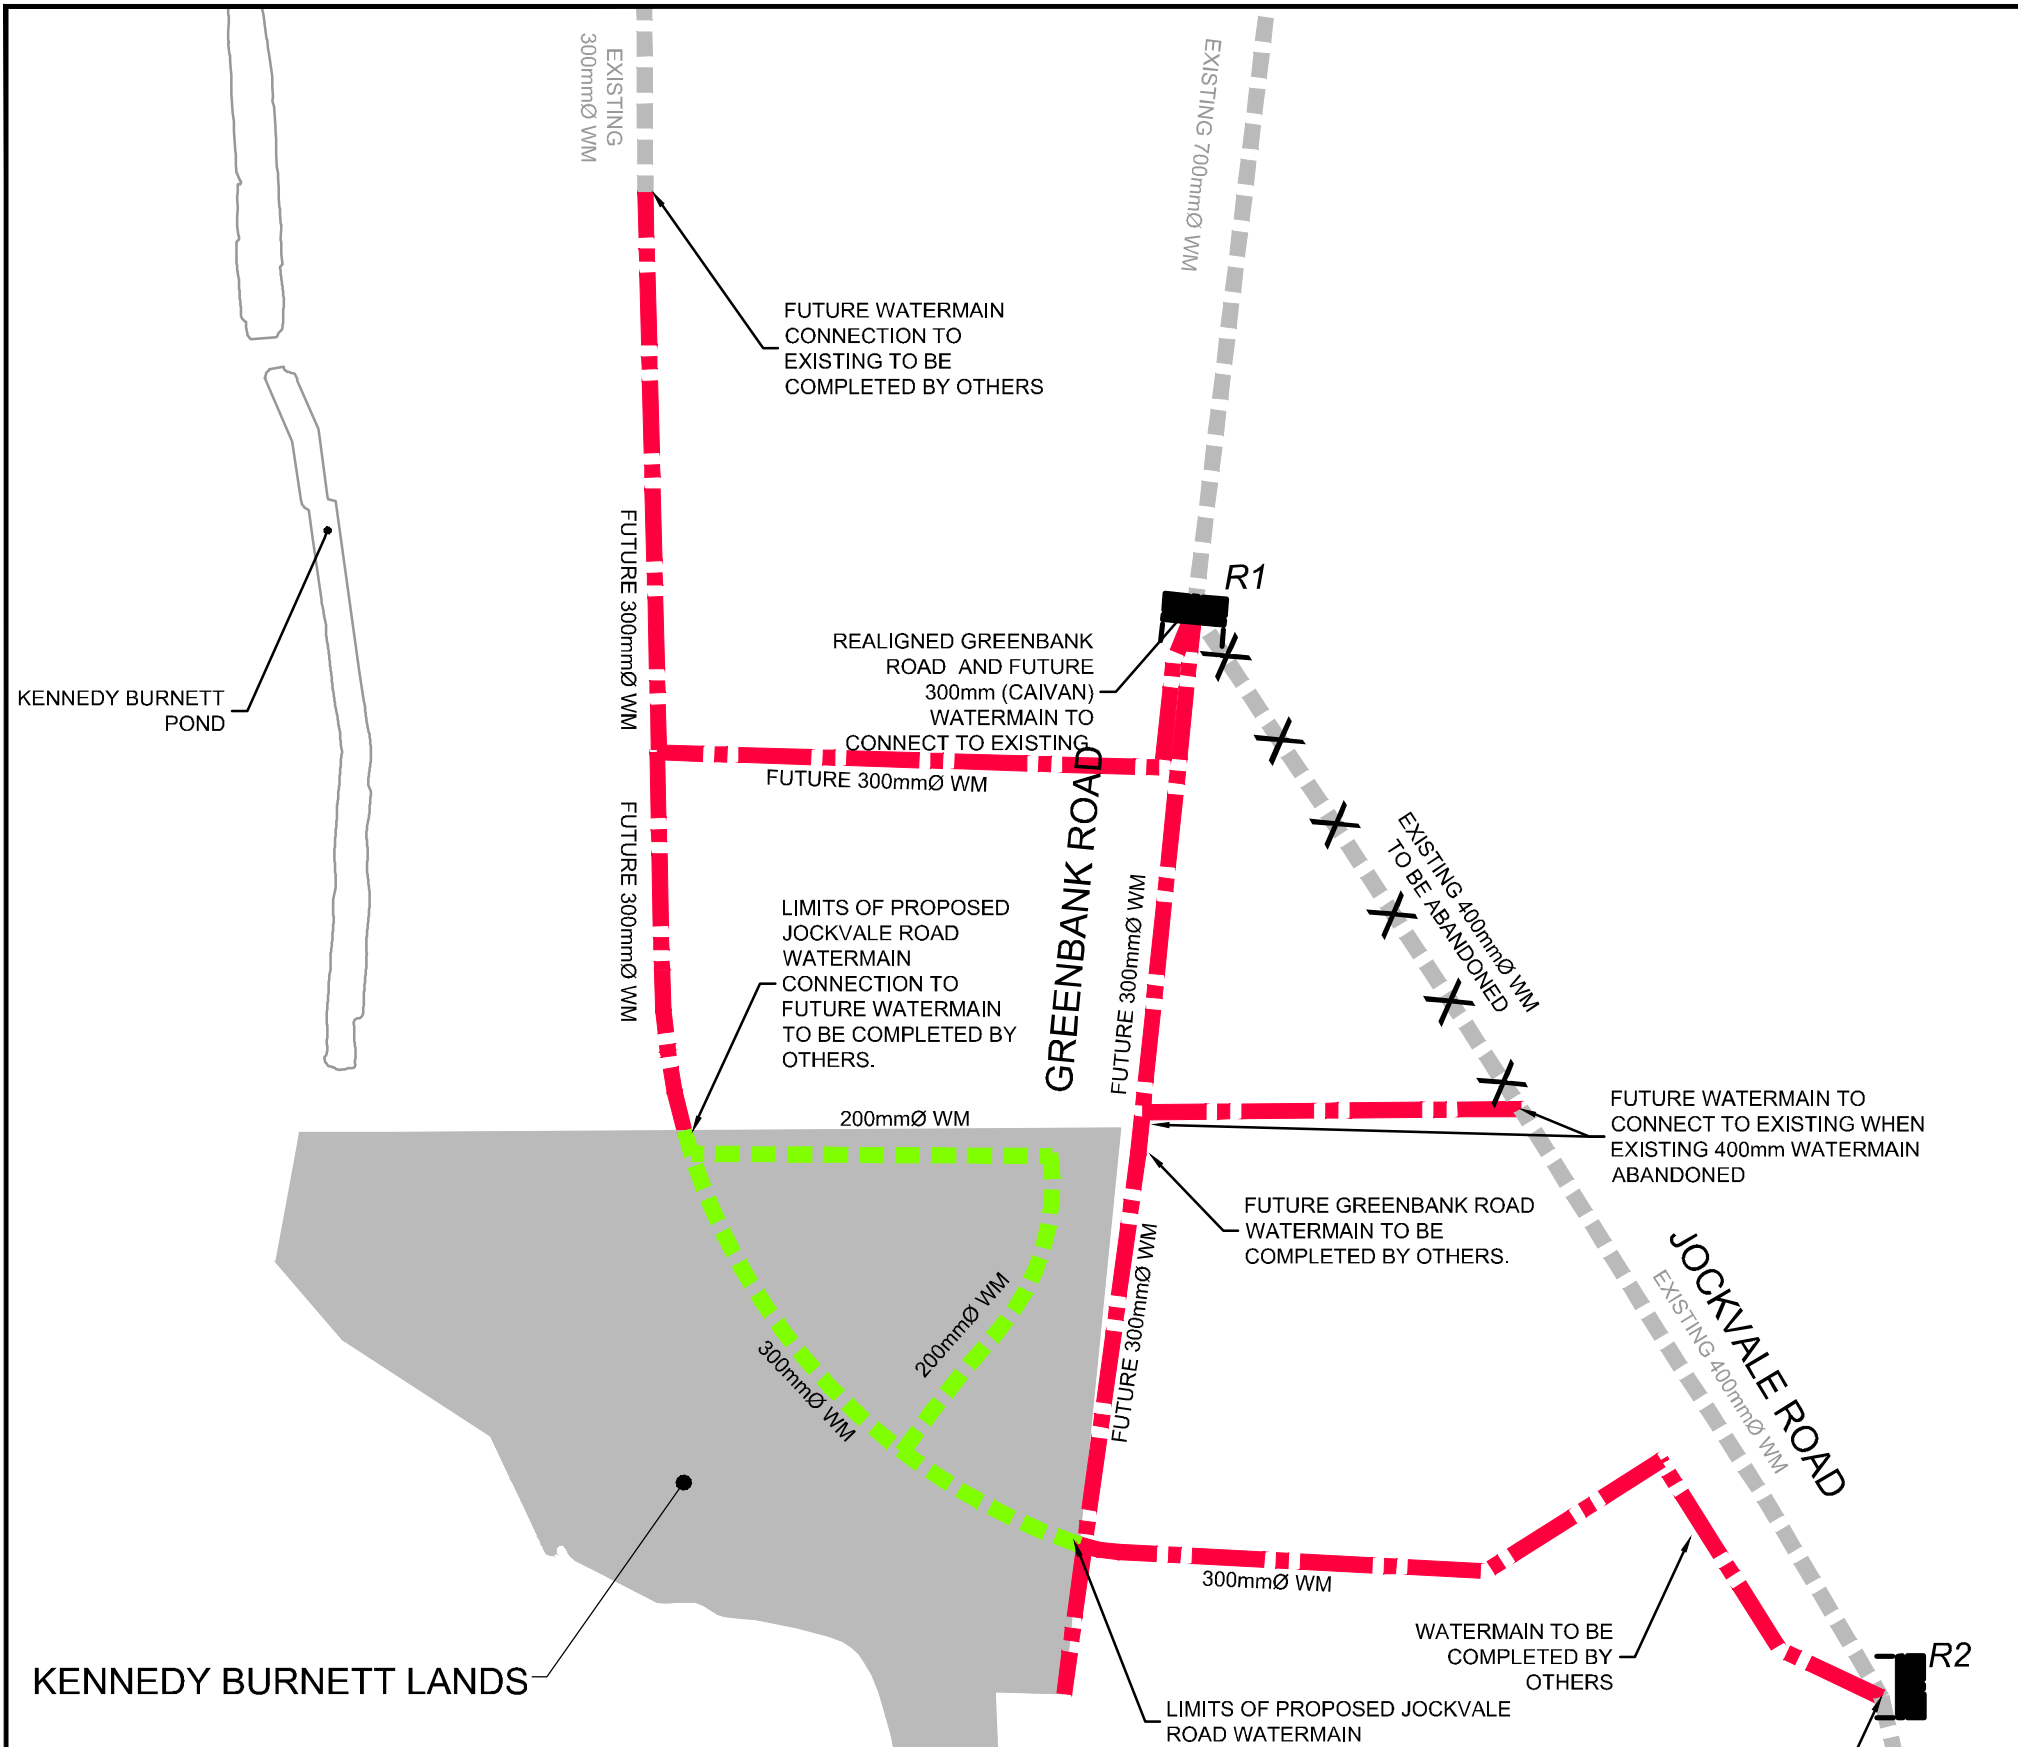 EXISTING
300mmØ WM
EXISTING 700mmØ WM
FUTURE WATERMAIN
CONNECTION TO
EXISTING TO BE
COMPLETED BY OTHERS
FUTURE 300mmØ WM
R1
REALIGNED GREENBANK
ROAD AND FUTURE
300mm (CAIVAN)
WATERMAIN TO
CONNECT TO EXISTING
KENNEDY BURNETT
POND
FUTURE 300mmØ WM
FUTURE 300mmØ WM
GREENBANK ROAD
EXISTING 400mmØ WM
TO BE ABANDONED
LIMITS OF PROPOSED
JOCKVALE ROAD
WATERMAIN
CONNECTION TO
FUTURE WATERMAIN
TO BE COMPLETED BY
OTHERS.
FUTURE 300mmØ WM
200mmØ WM
FUTURE WATERMAIN TO
CONNECT TO EXISTING WHEN
EXISTING 400mm WATERMAIN
ABANDONED
FUTURE GREENBANK ROAD
WATERMAIN TO BE
COMPLETED BY OTHERS.
FUTURE 300mmØ WM
200mmØ WM
300mmØ WM
JOCKVALE ROAD
EXISTING 400mmØ WM
300mmØ WM
WATERMAIN TO BE
COMPLETED BY
OTHERS
R2
KENNEDY BURNETT LANDS
LIMITS OF PROPOSED JOCKVALE
ROAD WATERMAIN